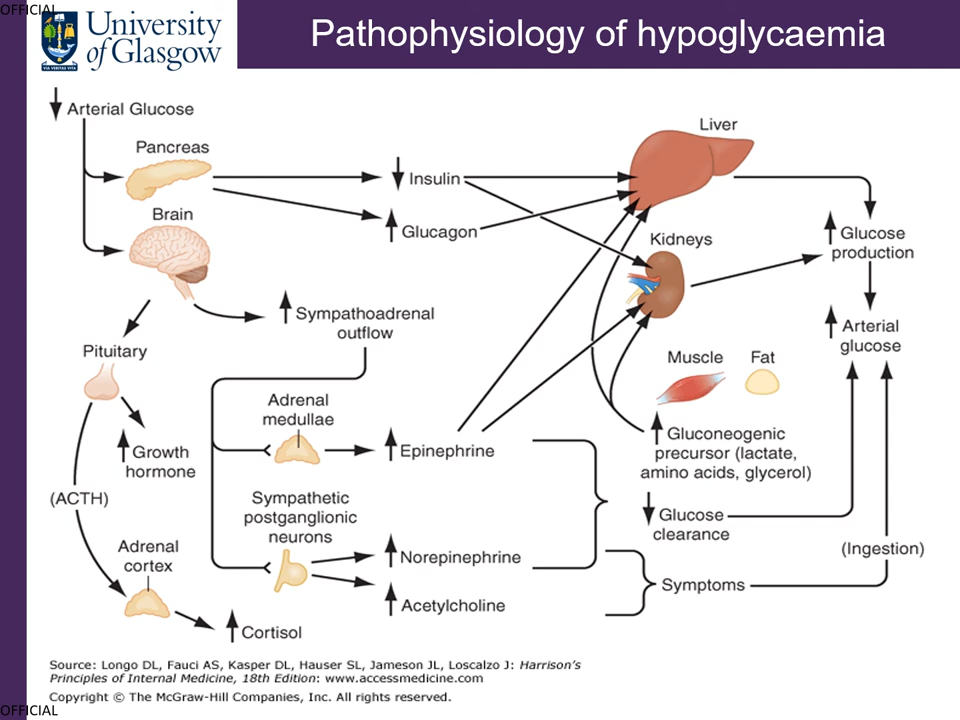 OFFICIAL
University
of Glasgow
VIA VERITAS VITA
Pathophysiology of hypoglycaemia
Arterial Glucose
Pancreas
Brain
Insulin
Glucagon
Liver
Kidneys
Glucose
production
Arterial
glucose
Sympathoadrenal
outflow
Pituitary
Growth
hormone
(ACTH)
Adrenal
cortex
Cortisol
Adrenal
medullae
Epinephrine
Sympathetic
postganglionic
neurons
Norepinephrine
Acetylcholine
Muscle
Fat
Gluconeogenic
precursor (lactate,
amino acids, glycerol)
Glucose
clearance
(Ingestion)
Symptoms
Source: Longo DL, Fauci AS, Kasper DL, Hauser SL, Jameson JL, Loscalzo J: Harrison's
Principles of Internal Medicine, 18th Edition: www.accessmedicine.com
Copyright © The McGraw-Hill Companies, Inc. All rights reserved.
OFFICIAL